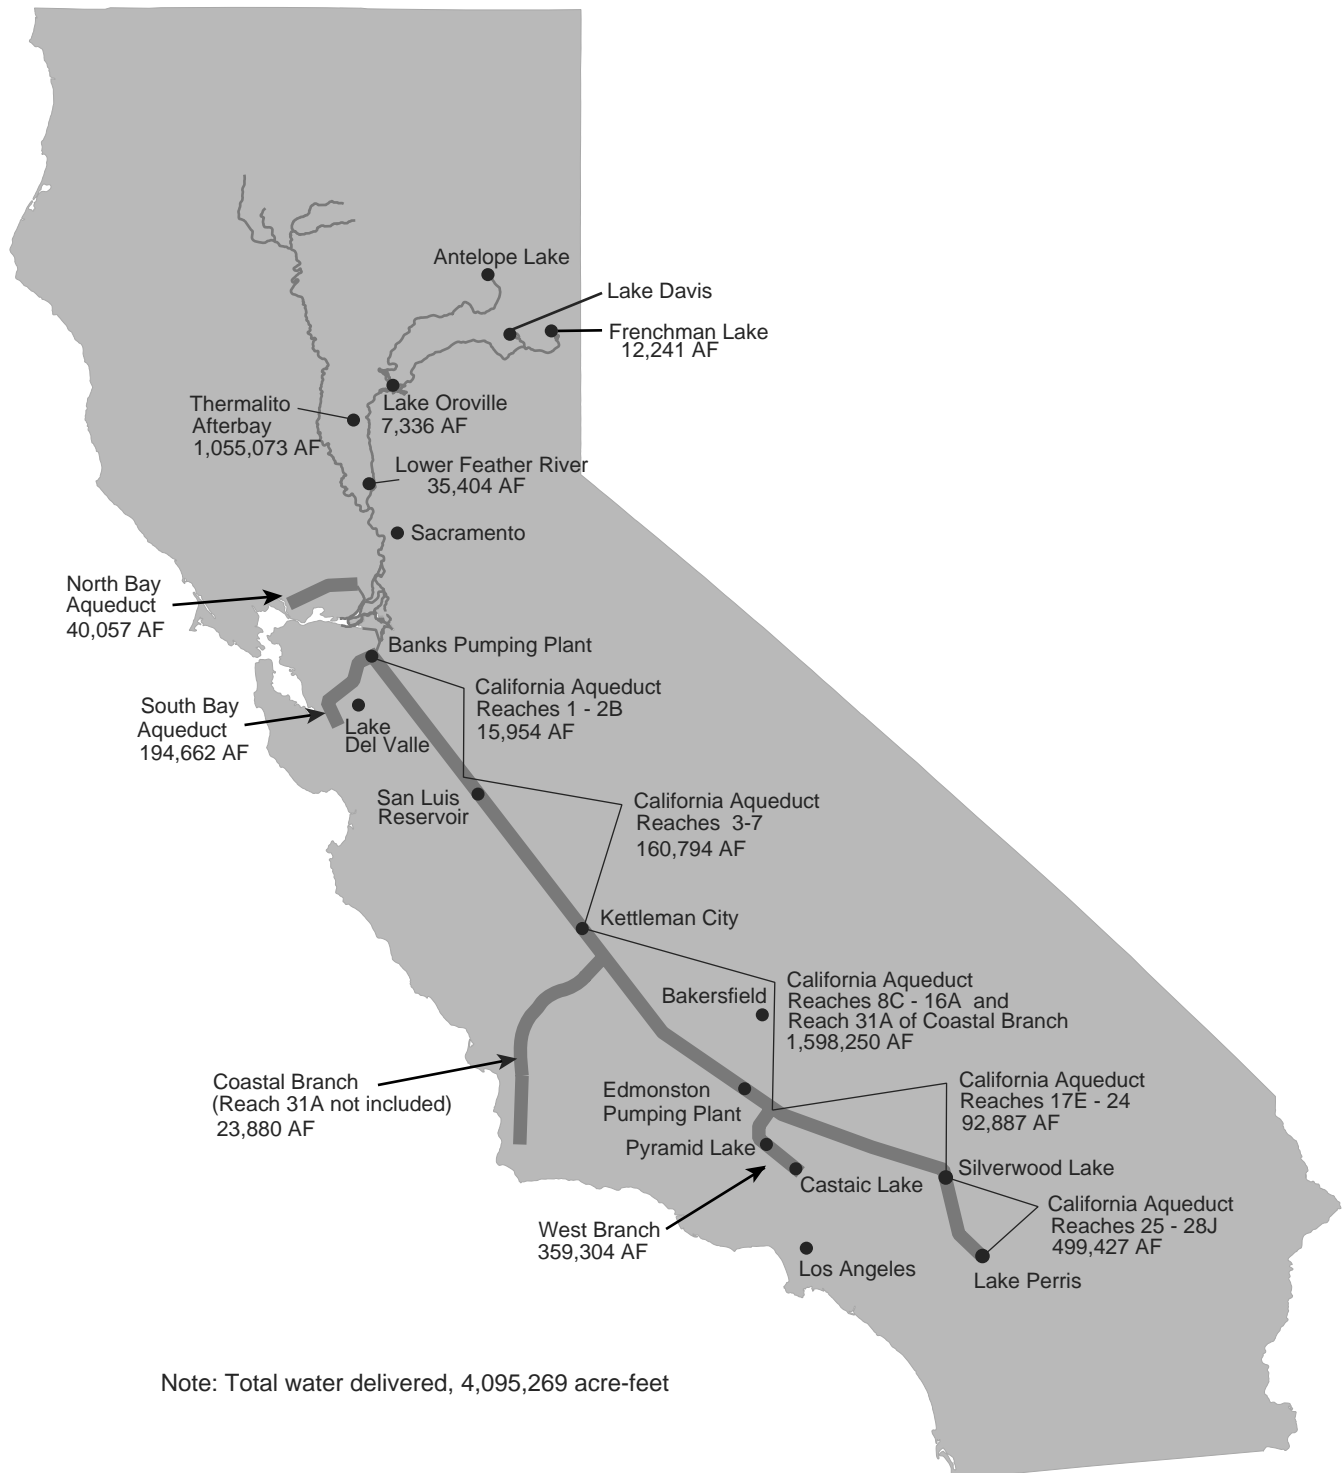 Antelope Lake
Lake Davis
Frenchman Lake
12,241 AF
Lake Oroville
7,336 AF
Thermalito
Afterbay
1,055,073 AF
Lower Feather River
35,404 AF
Sacramento
North Bay
Aqueduct
40,057 AF
Banks Pumping Plant
California Aqueduct
Reaches 1 - 2B
15,954 AF
South Bay
Aqueduct
194,662 AF
Lake
Del Valle
San Luis
Reservoir
California Aqueduct
Reaches 3-7
160,794 AF
Kettleman City
California Aqueduct
Reaches 8C - 16A and
Reach 31A of Coastal Branch
1,598,250 AF
Bakersfield
Coastal Branch
(Reach 31A not included)
23,880 AF
Edmonston
Pumping Plant
California Aqueduct
Reaches 17E - 24
92,887 AF
Pyramid Lake
Castaic Lake
Silverwood Lake
California Aqueduct
Reaches 25 - 28J
499,427 AF
West Branch
359,304 AF
Los Angeles
Lake Perris
Note: Total water delivered, 4,095,269 acre-feet